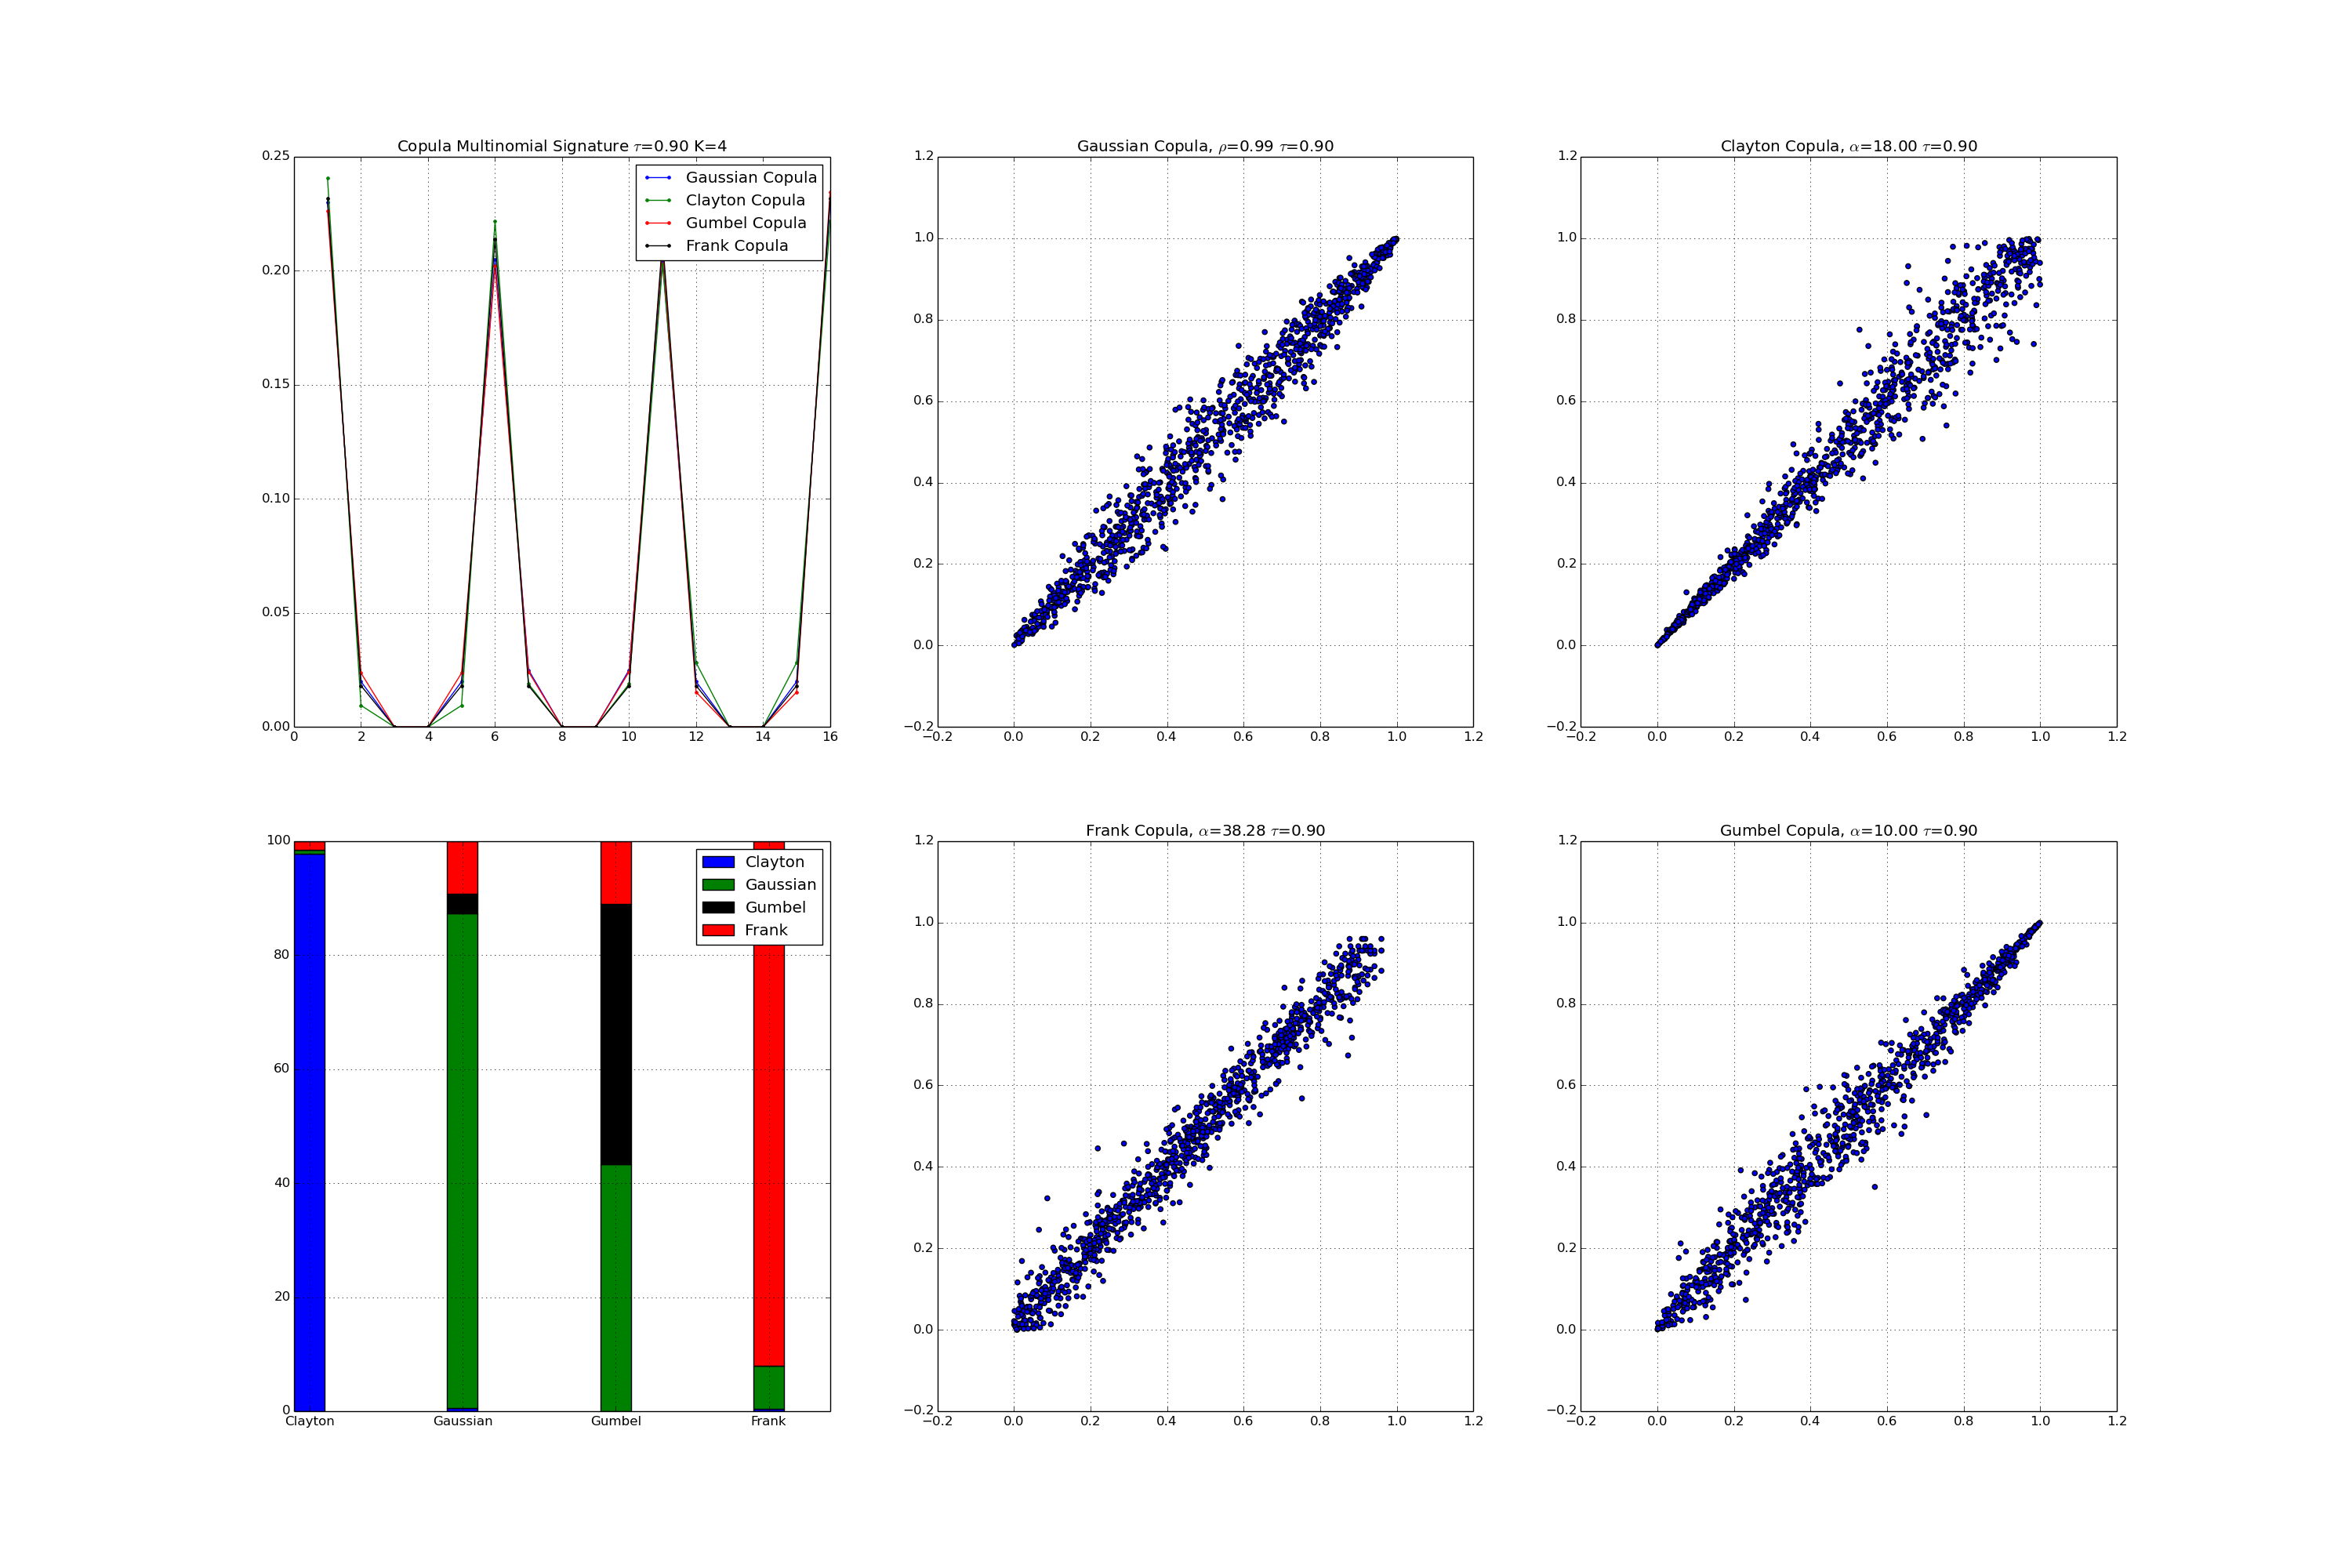 Copula Multinomial Signature τ=0.90 K=4
0.25
0.20
0.15
0.10
0.05
0.00
0 2 4 6 8 10 12 14 16
Gaussian Copula
Clayton Copula
Gumbel Copula
Frank Copula
Gaussian Copula, ρ=0.99 τ=0.90
1.2
1.0
0.8
0.6
0.4
0.2
0.0
−0.2
−0.2 0.0 0.2 0.4 0.6 0.8 1.0 1.2
Clayton Copula, α=18.00 τ=0.90
1.2
1.0
0.8
0.6
0.4
0.2
0.0
−0.2
−0.2 0.0 0.2 0.4 0.6 0.8 1.0 1.2
100
80
60
40
20
0
Clayton Gaussian Gumbel Frank
Clayton
Gaussian
Gumbel
Frank
Frank Copula, α=38.28 τ=0.90
1.2
1.0
0.8
0.6
0.4
0.2
0.0
−0.2
−0.2 0.0 0.2 0.4 0.6 0.8 1.0 1.2
Gumbel Copula, α=10.00 τ=0.90
1.2
1.0
0.8
0.6
0.4
0.2
0.0
−0.2
−0.2 0.0 0.2 0.4 0.6 0.8 1.0 1.2